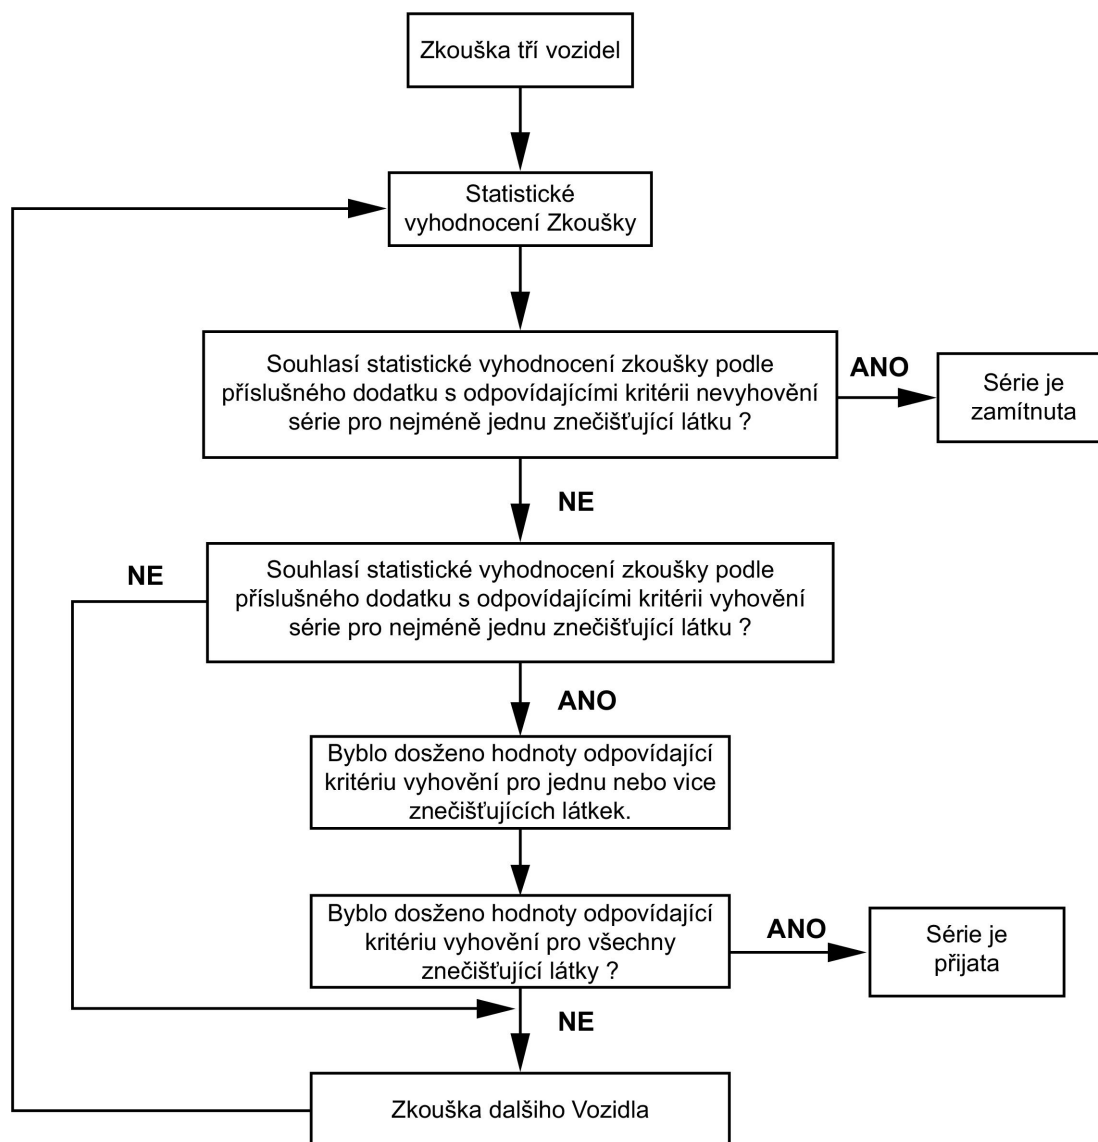 Zkouška tří vozidel
Statistické
vyhodnocení Zkoušky
Souhlasí statistické vyhodnocení zkoušky podle
příslušného dodatku s odpovídajícími kritérii nevyhovění
série pro nejméně jednu znečišťující látku ?
ANO
Série je
zamítnuta
NE
NE
Souhlasí statistické vyhodnocení zkoušky podle
příslušného dodatku s odpovídajícími kritérii vyhovění
série pro nejméně jednu znečišťující látku ?
ANO
Byblo dosženo hodnoty odpovídající
kritériu vyhovění pro jednu nebo vice
znečišťujících látkek.
Byblo dosženo hodnoty odpovídající
kritériu vyhovění pro všechny
znečišťující látky ?
ANO
Série je
přijata
NE
Zkouška dalšiho Vozidla